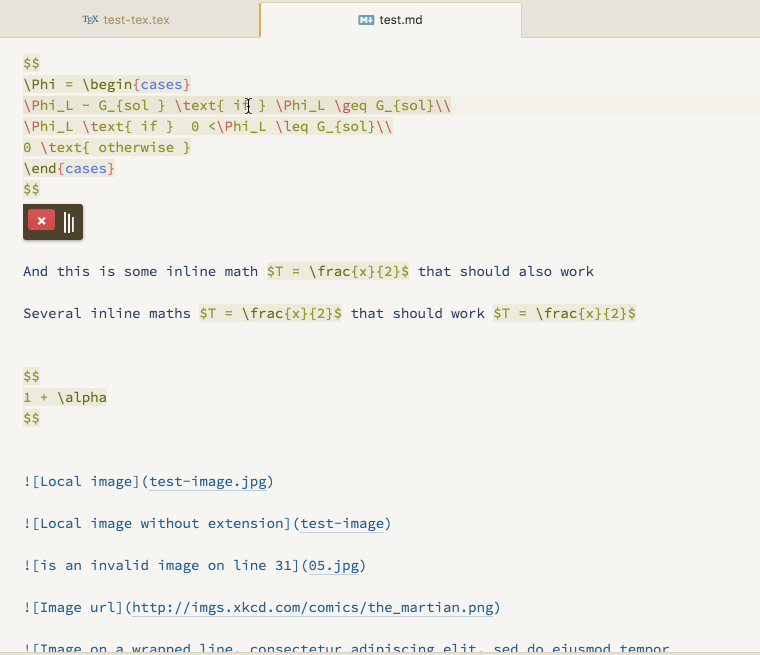 TEX test-tex.tex
M test.md
$$
\Phi = \begin{cases}
\Phi_L - G_{sol } \text{ if } \Phi_L \geq G_{sol}\\
\Phi_L \text{ if }  0 <\Phi_L \leq G_{sol}\\
0 \text{ otherwise }
\end{cases}
$$
And this is some inline math $T = \frac{x}{2}$ that should also work
Several inline maths $T = \frac{x}{2}$ that should work $T = \frac{x}{2}$
$$
1 + \alpha
$$
![Local image](test-image.jpg)
![Local image without extension](test-image)
![is an invalid image on line 31](05.jpg)
![Image url](http://imgs.xkcd.com/comics/the_martian.png)
![Image on a wrapped line, consectetur adipiscing elit, sed do eiusmod tempor